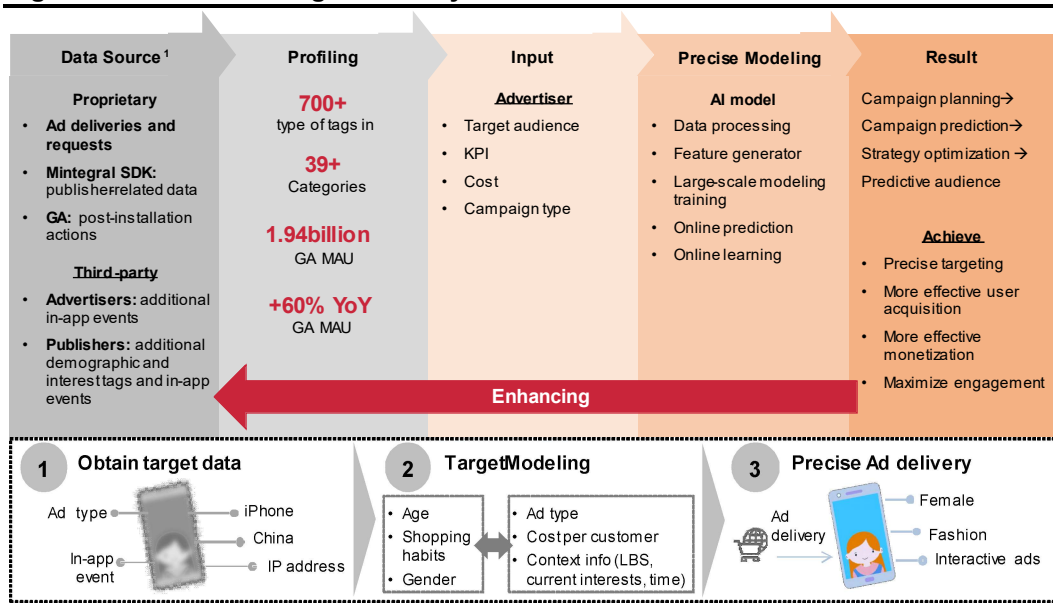 Data Source ¹
Proprietary
• Ad deliveries and
requests
• Mintegral SDK:
publisherrelated data
• GA: post-installation
actions
Third-party
• Advertisers: additional
in-app events
• Publishers: additional
demographic and
interest tags and in-app
events
Profiling
700+
type of tags in
39+
Categories
1.94billion
GA MAU
+60% YoY
GA MAU
Input
Advertiser
• Target audience
• KPI
• Cost
• Campaign type
Precise Modeling
AI model
• Data processing
• Feature generator
• Large-scale modeling
training
• Online prediction
• Online learning
Result
Campaign planning→
Campaign prediction→
Strategy optimization →
Predictive audience
Achieve
• Precise targeting
• More effective user
acquisition
• More effective
monetization
• Maximize engagement
Enhancing
1 Obtain target data
Ad type
In-app
event
iPhone
China
IP address
2 TargetModeling
• Age
• Shopping
habits
• Gender
• Ad type
• Cost per customer
• Context info (LBS,
current interests, time)
3 Precise Ad delivery
Ad
delivery
Female
Fashion
Interactive ads